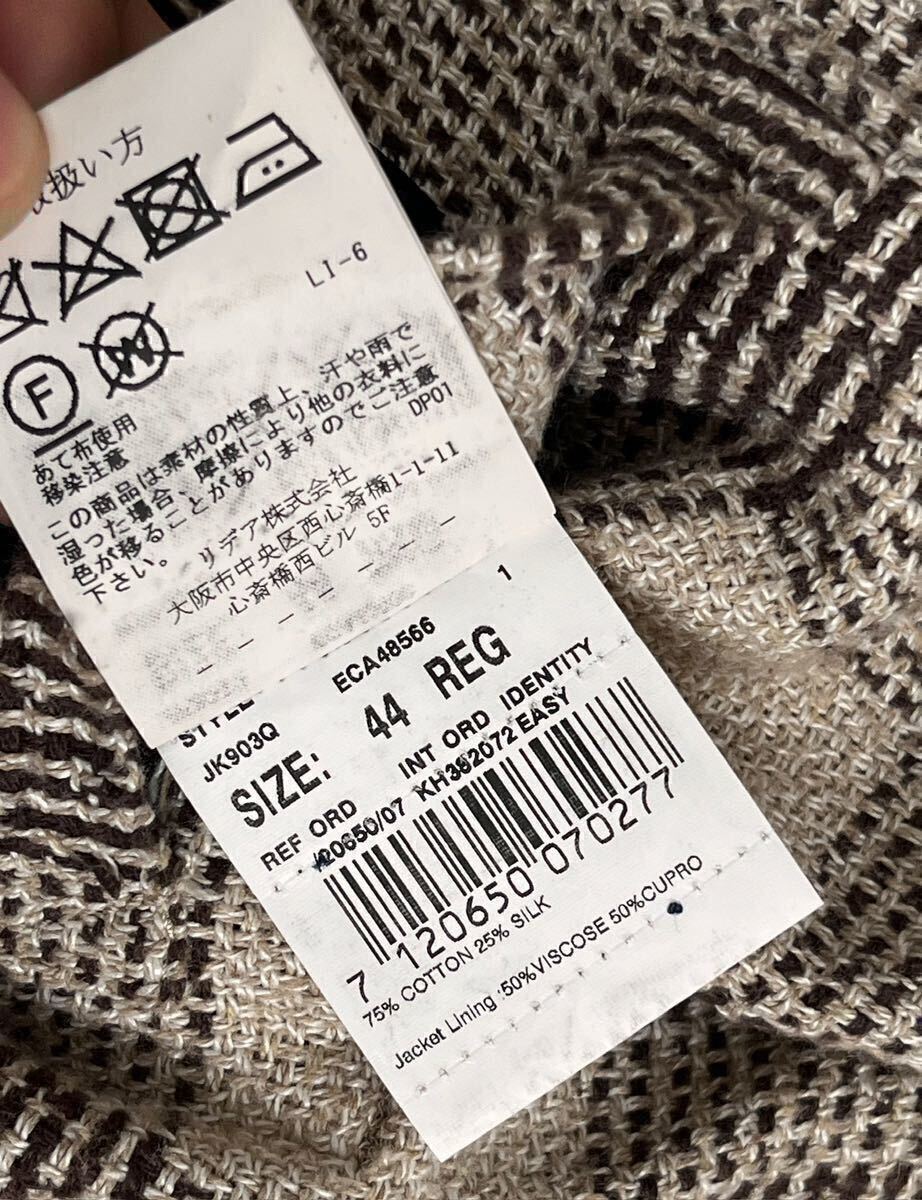 扱い方
LI-6
F
W
あて布使用
移染注意
この商品は素材の性質上、汗や雨で
湿った場合、摩擦により他の衣料に
色が移ることがありますのでご注意
下さい。
DP01
リデア株式会社
大阪市中央区西心斎橋1-1-11
心斎橋西ビル 5F
1
STYLE ECA48566
JK903Q
SIZE: 44 REG
REF ORD INT ORD IDENTITY
/20650/07 KH382072 EASY
7 120650 070277
75% COTTON 25% SILK
Jacket Lining :50%VISCOSE 50%CUPRO